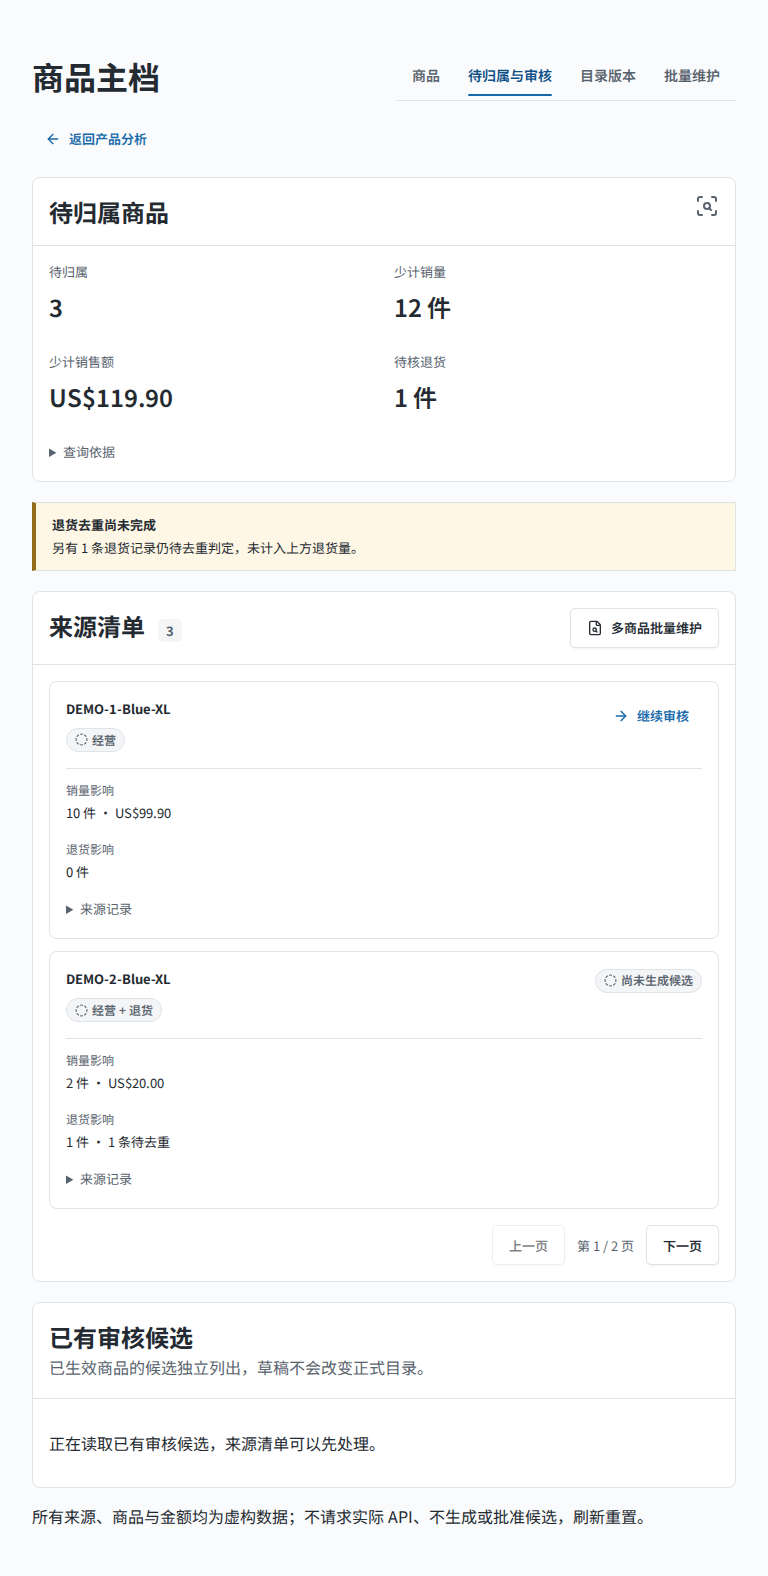 商品主档
商品
待归属与审核
目录版本
批量维护
返回产品分析
待归属商品
待归属
少计销量
3
12 件
少计销售额
待核退货
US$119.90
1 件
查询依据
退货去重尚未完成
另有 1 条退货记录仍待去重判定，未计入上方退货量。
来源清单 3
多商品批量维护
DEMO-1-Blue-XL
继续审核
经营
销量影响
10 件 · US$99.90
退货影响
0 件
来源记录
DEMO-2-Blue-XL
尚未生成候选
经营 + 退货
销量影响
2 件 · US$20.00
退货影响
1 件 · 1 条待去重
来源记录
上一页
第 1 / 2 页
下一页
已有审核候选
已生效商品的候选独立列出，草稿不会改变正式目录。
正在读取已有审核候选，来源清单可以先处理。
所有来源、商品与金额均为虚构数据；不请求实际 API、不生成或批准候选，刷新重置。